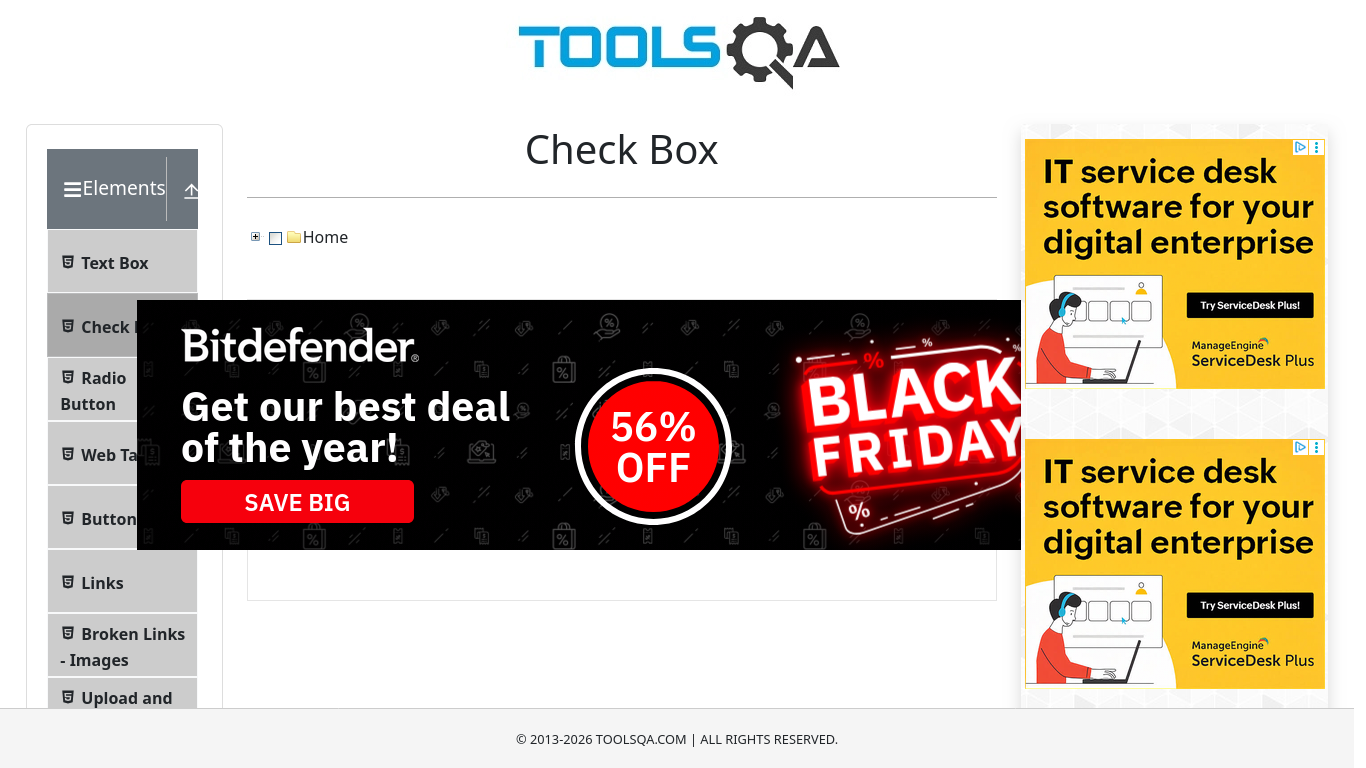 TOOLSQA
Check Box
Elements
Text Box
Check
Radio
Button
Web Ta
Button
Links
Broken Links
- Images
Upload and
Home
Bitdefender®
Get our best deal
of the year!
SAVE BIG
56%
OFF
%
%
BLACK
FRIDAY
%
IT service desk
software for your
digital enterprise
Try ServiceDesk Plus!
ManageEngine
ServiceDesk Plus
IT service desk
software for your
digital enterprise
Try ServiceDesk Plus!
ManageEngine
ServiceDesk Plus
© 2013-2026 TOOLSQA.COM | ALL RIGHTS RESERVED.